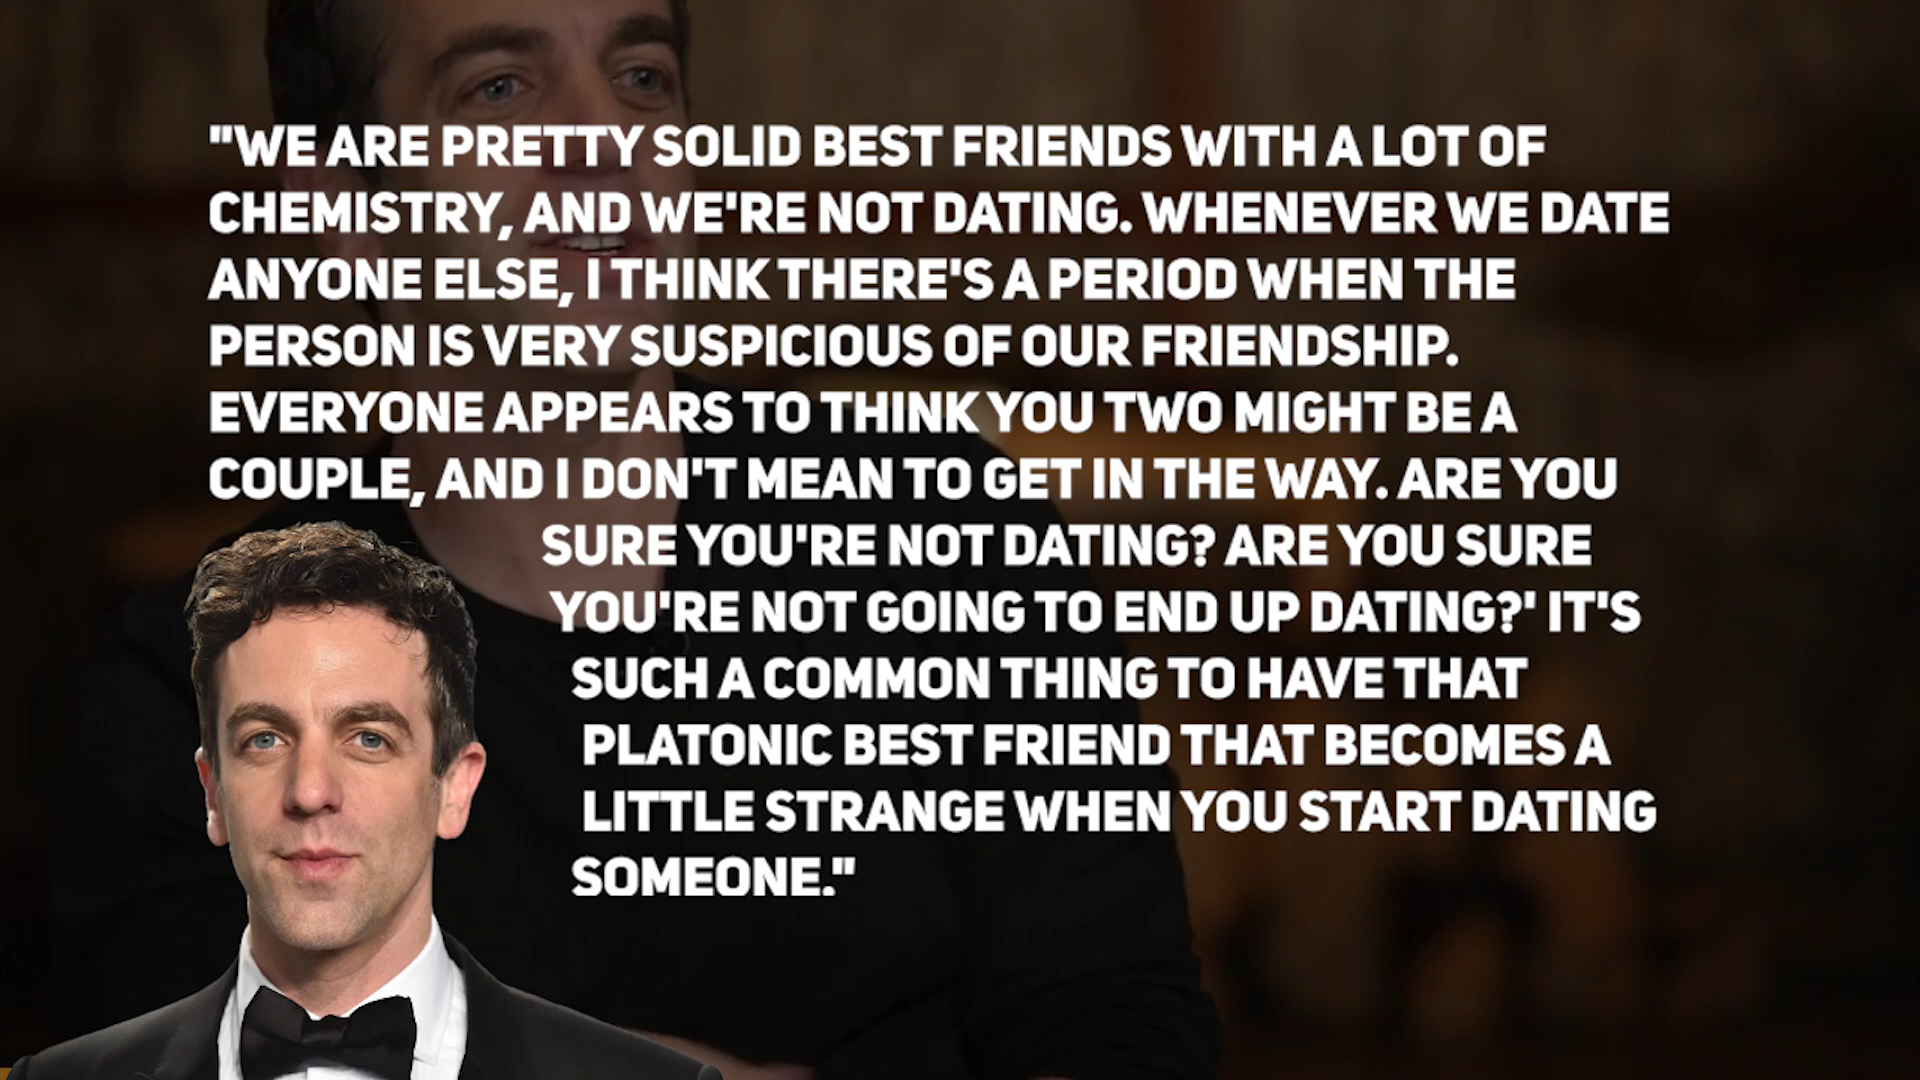 "WE ARE PRETTY SOLID BEST FRIENDS WITH A LOT OF
CHEMISTRY, AND WE'RE NOT DATING. WHENEVER WE DATE
ANYONE ELSE, I THINK THERE'S A PERIOD WHEN THE
PERSON IS VERY SUSPICIOUS OF OUR FRIENDSHIP.
EVERYONE APPEARS TO THINK YOU TWO MIGHT BE A
COUPLE, AND I DON'T MEAN TO GET IN THE WAY. ARE YOU
SURE YOU'RE NOT DATING? ARE YOU SURE
YOU'RE NOT GOING TO END UP DATING?' IT'S
SUCH A COMMON THING TO HAVE THAT
PLATONIC BEST FRIEND THAT BECOMES A
LITTLE STRANGE WHEN YOU START DATING
SOMEONE."